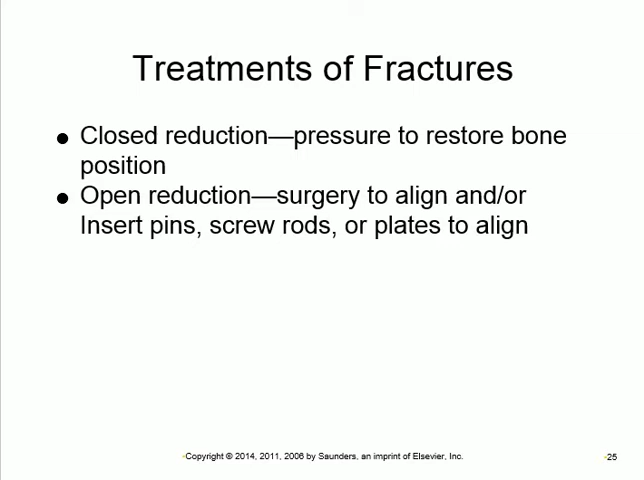 Treatments of Fractures
● Closed reduction—pressure to restore bone
position
● Open reduction—surgery to align and/or
Insert pins, screw rods, or plates to align
Copyright © 2014, 2011, 2006 by Saunders, an imprint of Elsevier, Inc.
25